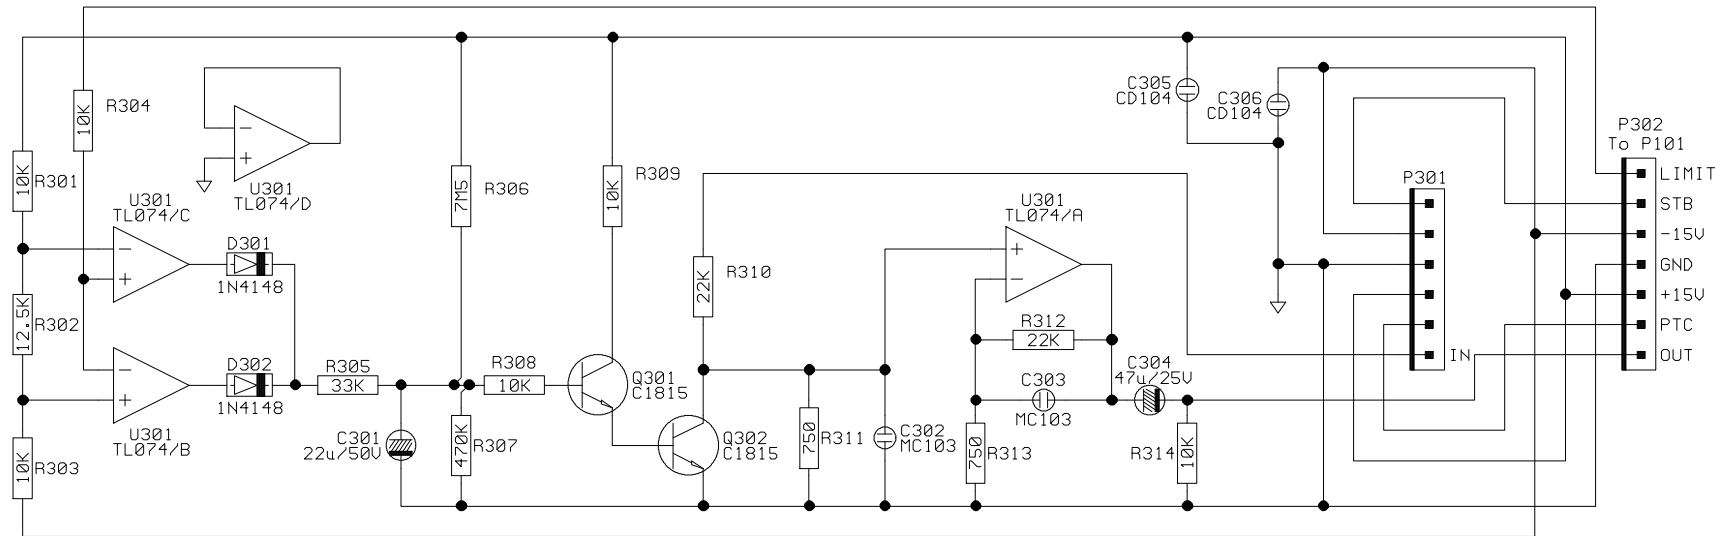 10K
R304
10K
R301
U301
TL074/D
U301
TL074/C
D301
1N4148
12.5K
R302
D302
1N4148
U301
TL074/B
10K
R303
R305
33K
C301
22u/50V
7M5
R306
470K
R307
R308
10K
10K
R309
Q301
C1815
22K
R310
Q302
C1815
750
R311
C302
MC103
U301
TL074/A
R312
22K
C303
MC103
750
R313
C304
47u/25V
R314
10K
C305
CD104
C306
CD104
P301
IN
P302
To P101
LIMIT
STB
-15V
GND
+15V
PTC
OUT